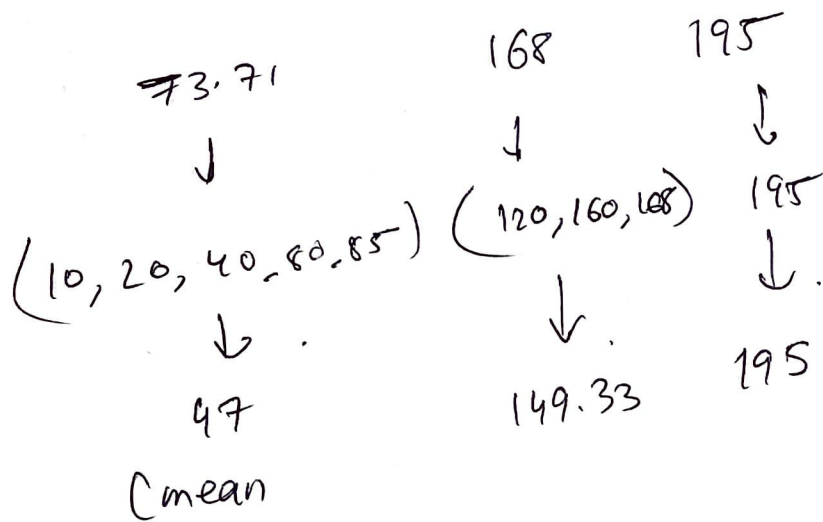 73.71 168 195
↓ ↓ ↓
(10, 20, 40, 80, 85) (120, 160, 168) 195
↓ ↓ ↓
47 149.33 195
(mean